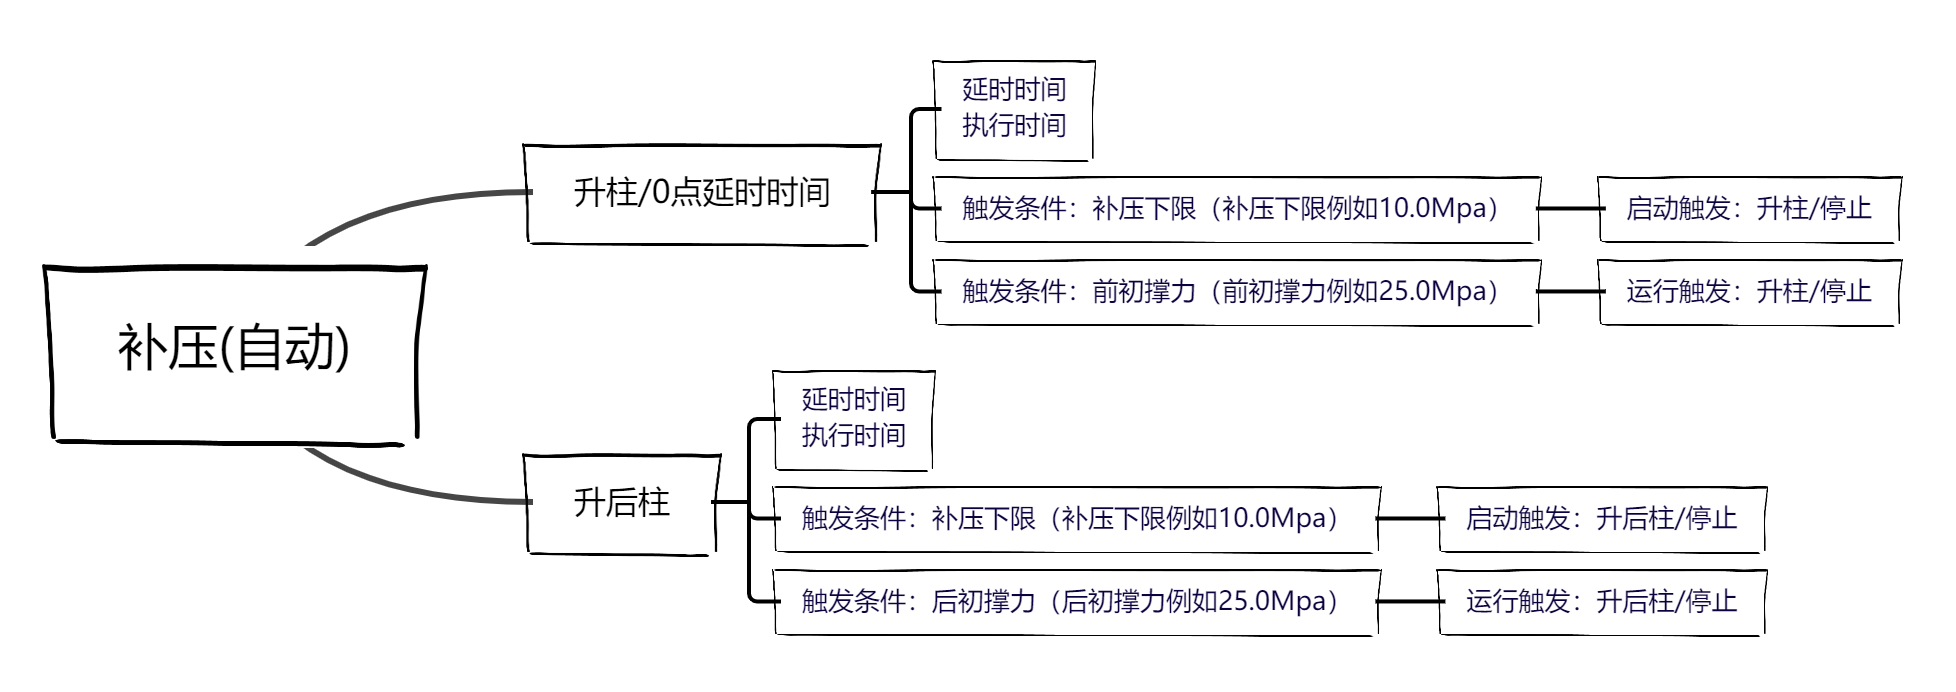 补压(自动)
升柱/0点延时时间
延时时间
执行时间
触发条件：补压下限（补压下限例如10.0Mpa）
启动触发：升柱/停止
触发条件：前初撑力（前初撑力例如25.0Mpa）
运行触发：升柱/停止
升后柱
延时时间
执行时间
触发条件：补压下限（补压下限例如10.0Mpa）
启动触发：升后柱/停止
触发条件：后初撑力（后初撑力例如25.0Mpa）
运行触发：升后柱/停止